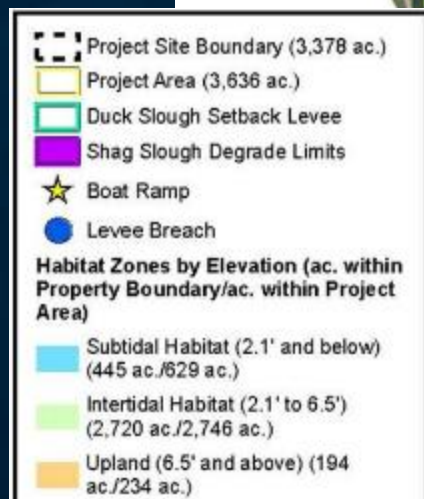 Project Site Boundary (3,378 ac.)
Project Area (3,636 ac.)
Duck Slough Setback Levee
Shag Slough Degrade Limits
Boat Ramp
Levee Breach
Habitat Zones by Elevation (ac. within
Property Boundary/ac. within Project
Area)
Subtidal Habitat (2.1' and below)
(445 ac./629 ac.)
Intertidal Habitat (2.1' to 6.5')
(2,720 ac./2,746 ac.)
Upland (6.5' and above) (194
ac./234 ac.)